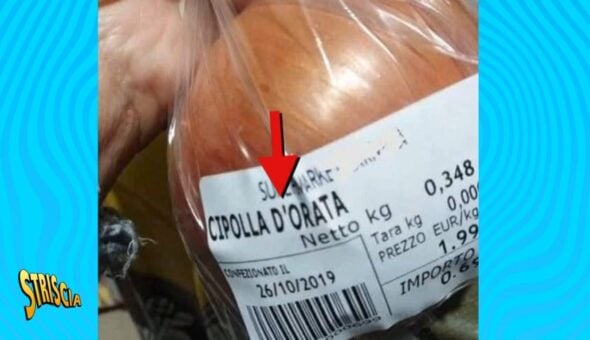 CIPOLLA D'ORATA
Netto kg 0,348
Tara kg
PREZZO EUR/kg
1.99
CONFEZIONATO IL
26/10/2019
IMPORTO
STRISCIA